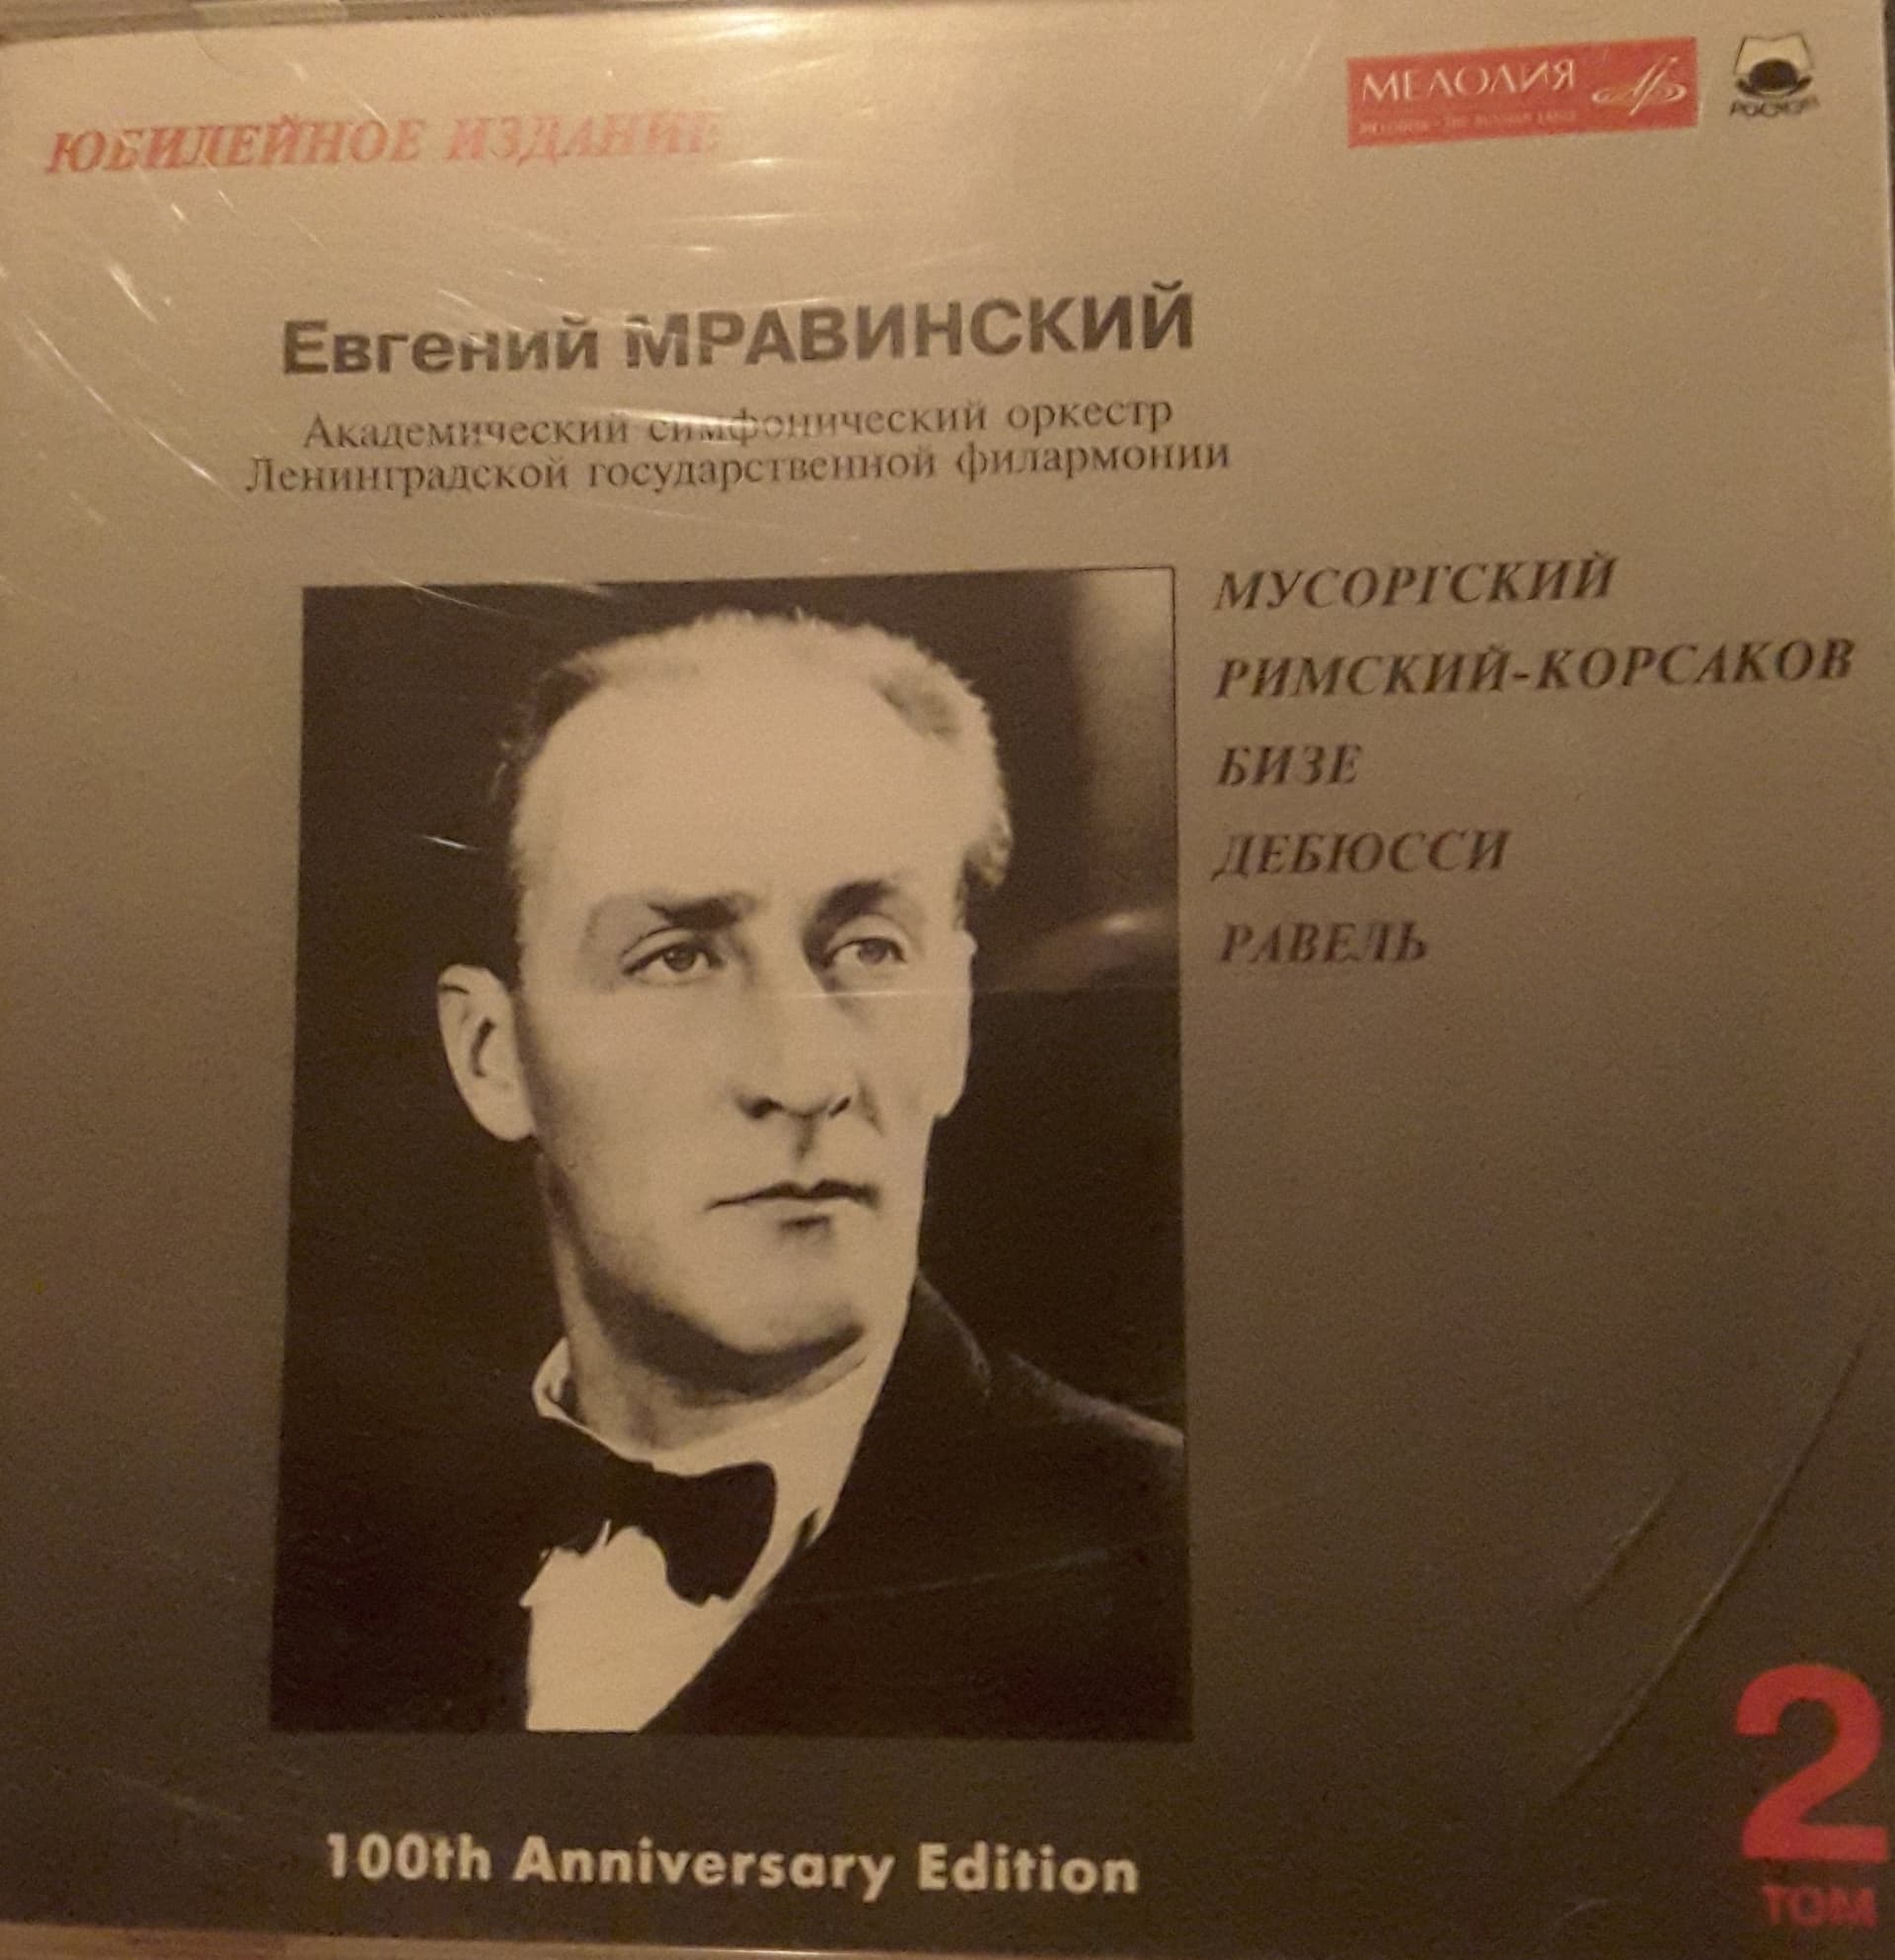 ЮБИЛЕЙНОЕ ИЗДАНИЕ
МЕЛОДИЯ
Евгений МРАВИНСКИЙ
Академический симфонический оркестр
Ленинградской государственной филармонии
МУСОРГСКИЙ
РИМСКИЙ-КОРСАКОВ
БИЗЕ
ДЕБЮССИ
РАВЕЛЬ
100th Anniversary Edition
2
ТОМ